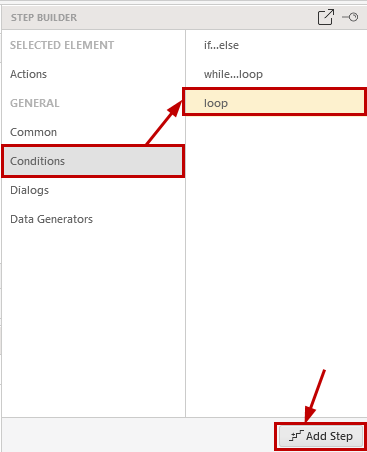 STEP BUILDER
SELECTED ELEMENT
Actions
GENERAL
Common
Conditions
Dialogs
Data Generators
if...else
while...loop
loop
Add Step